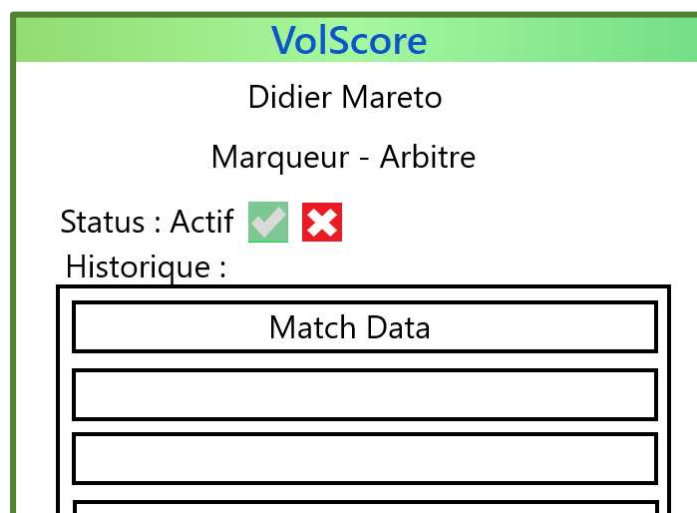 VolScore
Didier Mareto
Marqueur - Arbitre
Status : Actif
Historique :
Match Data